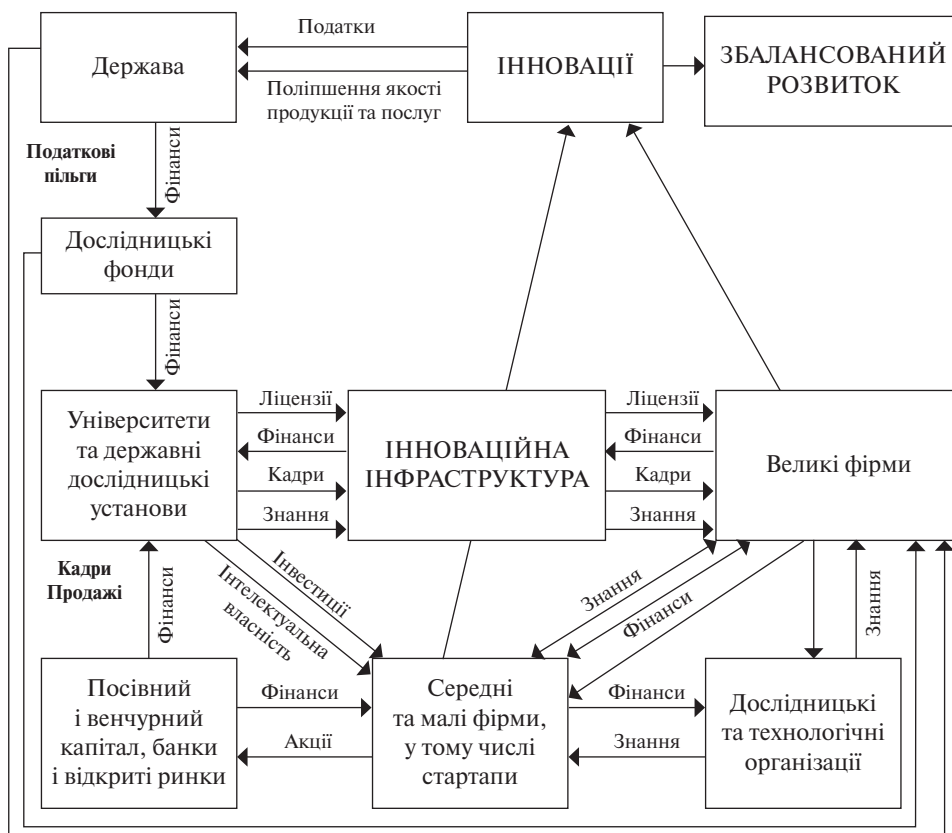 Держава
Податки
Поліпшення якості
продукції та послуг
ІННОВАЦІЇ
ЗБАЛАНСОВАНИЙ
РОЗВИТОК
Податкові
пільги
Фінанси
Дослідницькі
фонди
Фінанси
Університети
та державні
дослідницькі
установи
Ліцензії
Фінанси
Кадри
Знання
ІННОВАЦІЙНА
ІНФРАСТРУКТУРА
Ліцензії
Фінанси
Кадри
Знання
Великі фірми
Кадри
Продажі
Фінанси
Інвестиції
Інтелектуальна
власність
Знання
Фінанси
Знання
Посівний
і венчурний
капітал, банки
і відкриті ринки
Фінанси
Акції
Середні
та малі фірми,
у тому числі
стартапи
Фінанси
Знання
Дослідницькі
та технологічні
організації